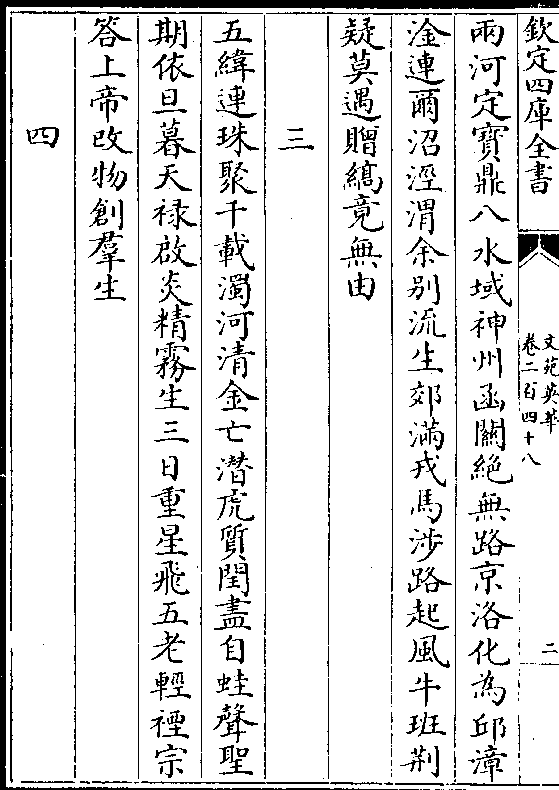 欽定四庫全書
文苑英華
卷二百四十八
二
兩河定寳鼎八水域神州函關絶無路京洛化為邱漳
滏連爾沼涇渭余别流生郊滿戎馬涉路起風牛班荆
疑莫遇贈縞竟無由
三
五緯連珠聚千載濁河清金亡潜虎質閏盡自蛙聲聖
期依旦暮天禄啟炎精霧生三日重星飛五老輕禋宗
答上帝改物創羣生
四